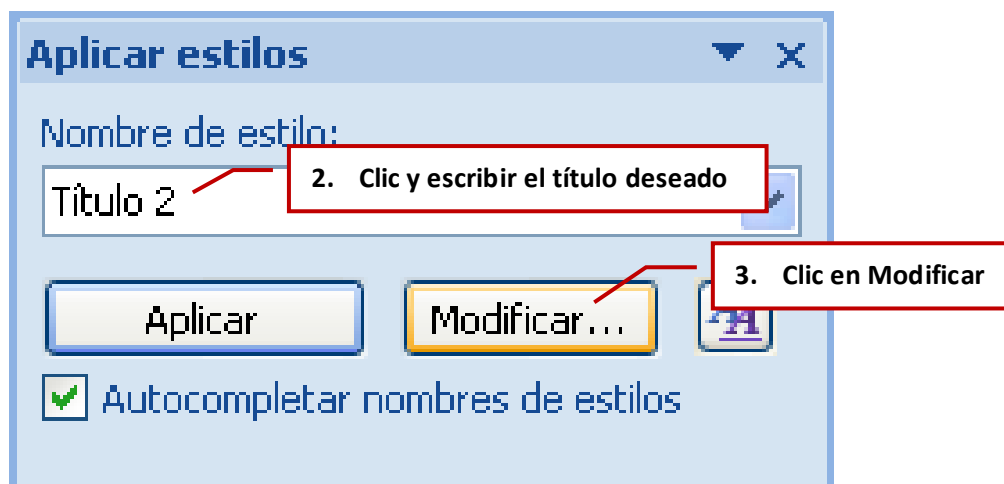 Aplicar estilos
Nombre de estilo:
2. Clic y escribir el título deseado
Título 2
3. Clic en Modificar
Aplicar
Modificar...
Autocompletar nombres de estilos